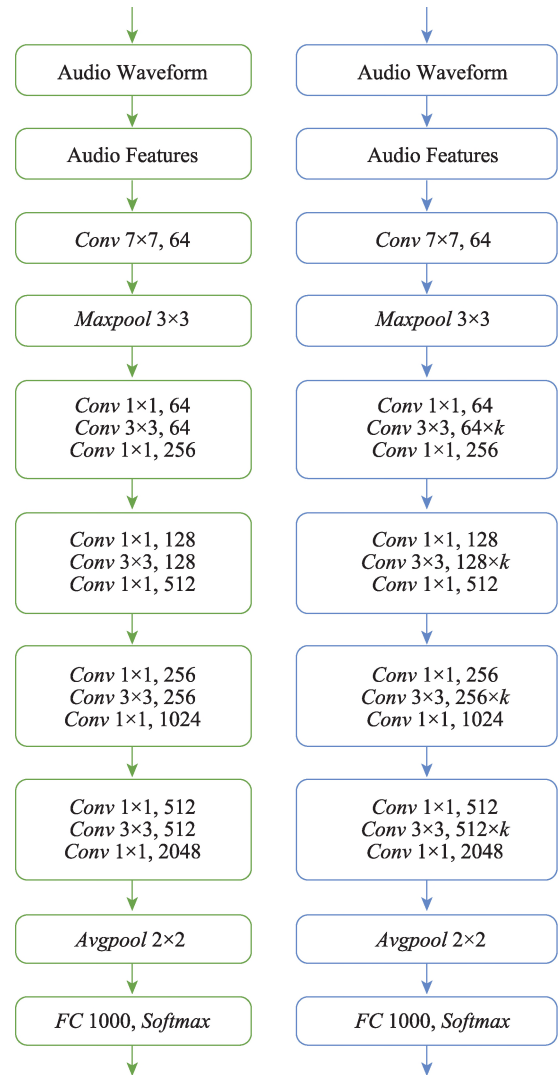 Audio Waveform
Audio Features
Conv 7×7, 64
Maxpool 3×3
Conv 1×1, 64
Conv 3×3, 64
Conv 1×1, 256
Conv 1×1, 128
Conv 3×3, 128
Conv 1×1, 512
Conv 1×1, 256
Conv 3×3, 256
Conv 1×1, 1024
Conv 1×1, 512
Conv 3×3, 512
Conv 1×1, 2048
Avgpool 2×2
FC 1000, Softmax
Audio Waveform
Audio Features
Conv 7×7, 64
Maxpool 3×3
Conv 1×1, 64
Conv 3×3, 64×k
Conv 1×1, 256
Conv 1×1, 128
Conv 3×3, 128×k
Conv 1×1, 512
Conv 1×1, 256
Conv 3×3, 256×k
Conv 1×1, 1024
Conv 1×1, 512
Conv 3×3, 512×k
Conv 1×1, 2048
Avgpool 2×2
FC 1000, Softmax